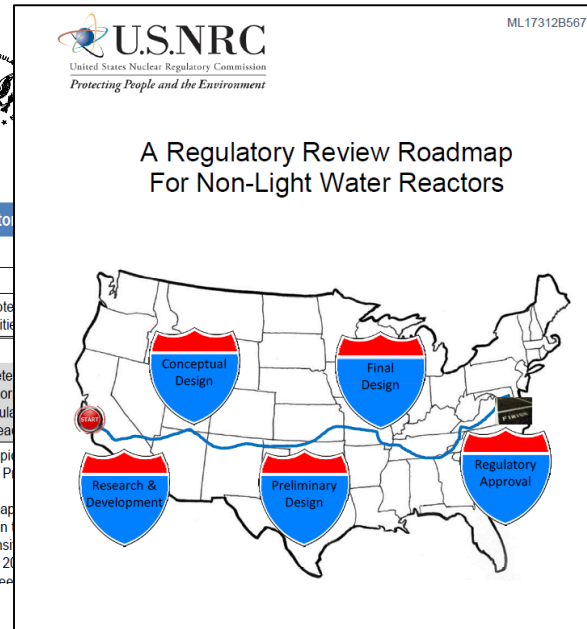 ML17312B567
U.S.NRC
United States Nuclear Regulatory Commission
Protecting People and the Environment
A Regulatory Review Roadmap
For Non-Light Water Reactors
Conceptual
Design
Final
Design
START
Research &
Development
Preliminary
Design
Regulatory
Approval